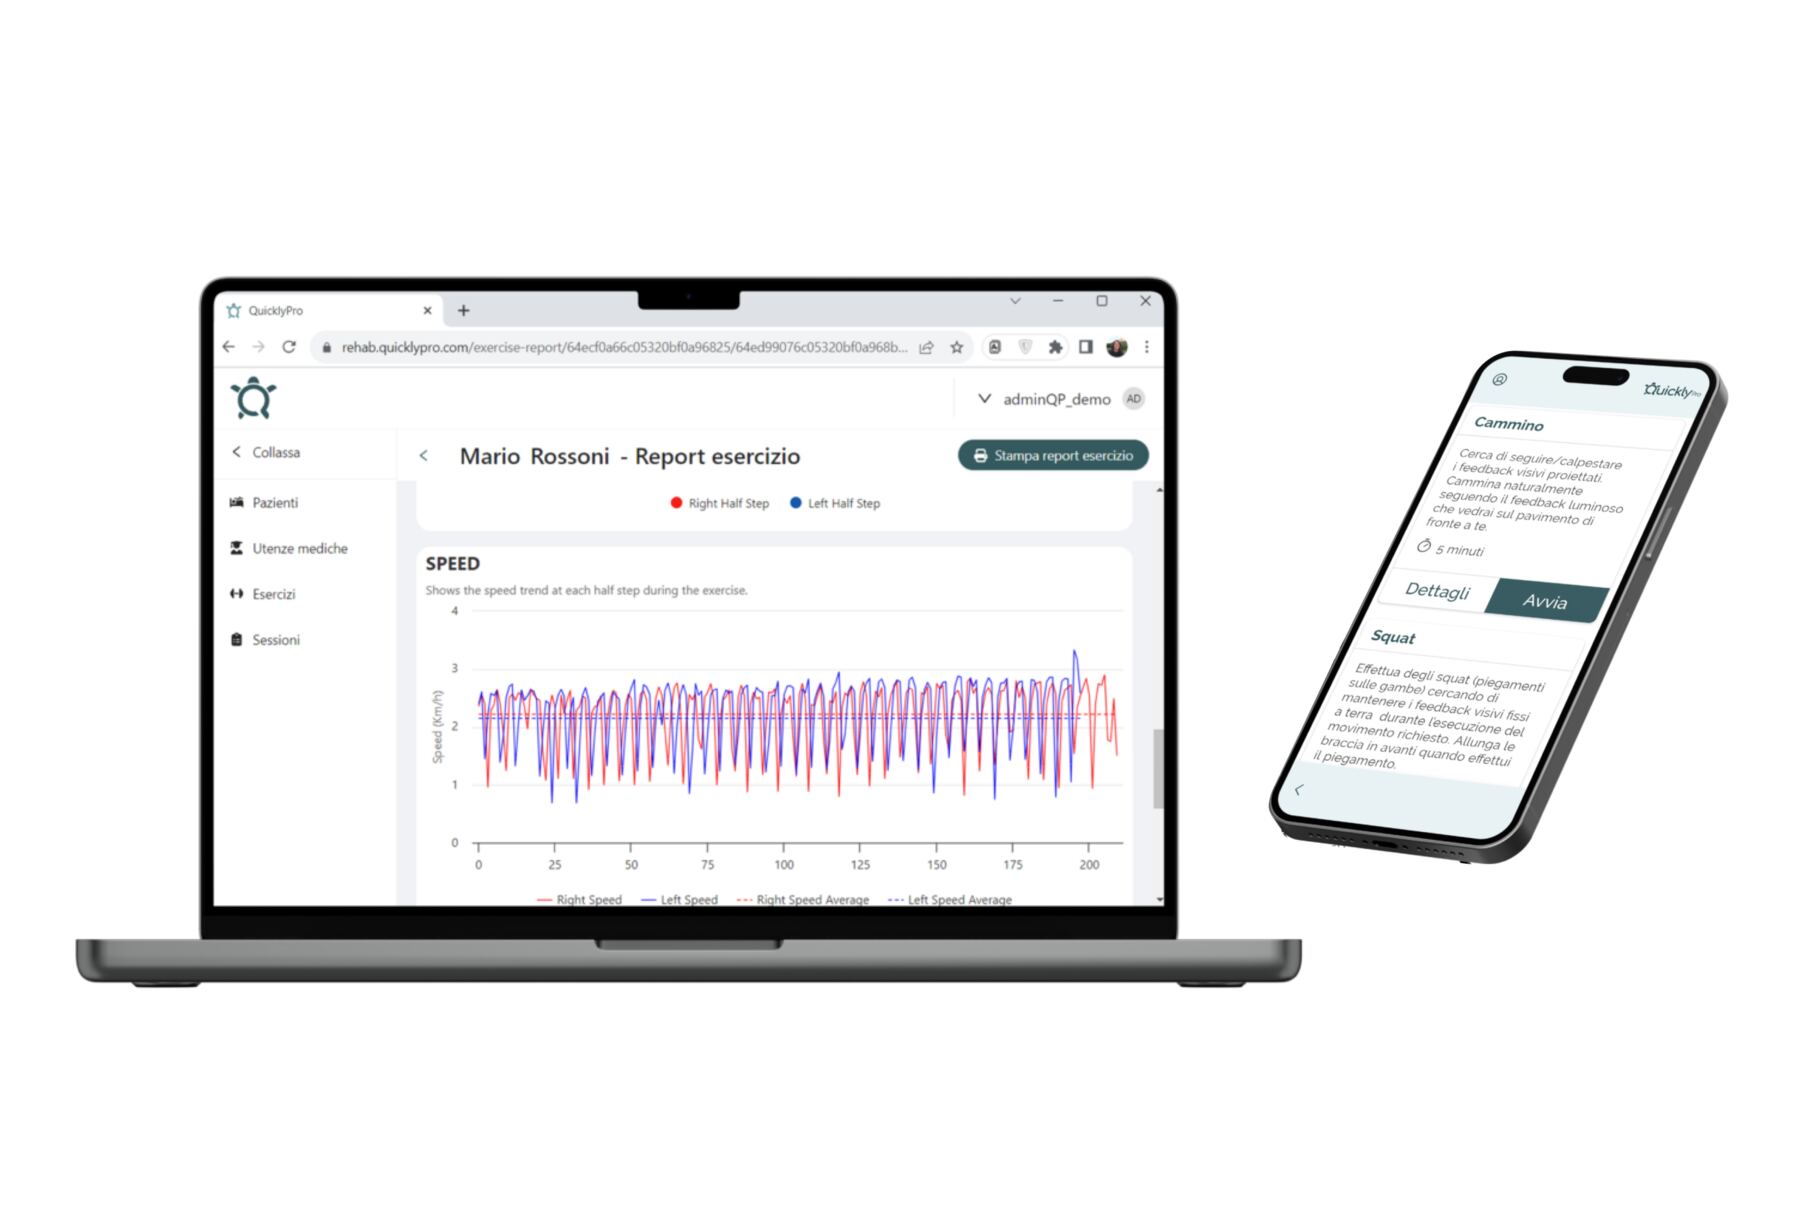 QuicklyPro
rehab.quicklypro.com/exercise-report/64ecf0a66c05320bf0a96825/64ed99076c05320bf0a968b...
adminQP_demo AD
Collassa
Mario Rossoni - Report esercizio
Stampa report esercizio
Pazienti
Utenze mediche
Esercizi
Sessioni
Right Half Step Left Half Step
SPEED
Shows the speed trend at each half step during the exercise.
Speed (Km/h)
4
3
2
1
0
0 25 50 75 100 125 150 175 200
Right Speed Left Speed Right Speed Average Left Speed Average
Quickly PRO
Cammino
Cerca di seguire/calpestare
i feedback visivi proiettati.
Cammina naturalmente
seguendo il feedback luminoso
che vedrai sul pavimento di
fronte a te.
5 minuti
Dettagli Avvia
Squat
Effettua degli squat (piegamenti
sulle gambe) cercando di
mantenere i feedback visivi fissi
a terra durante l'esecuzione del
movimento richiesto. Allunga le
braccia in avanti quando effettui
il piegamento.